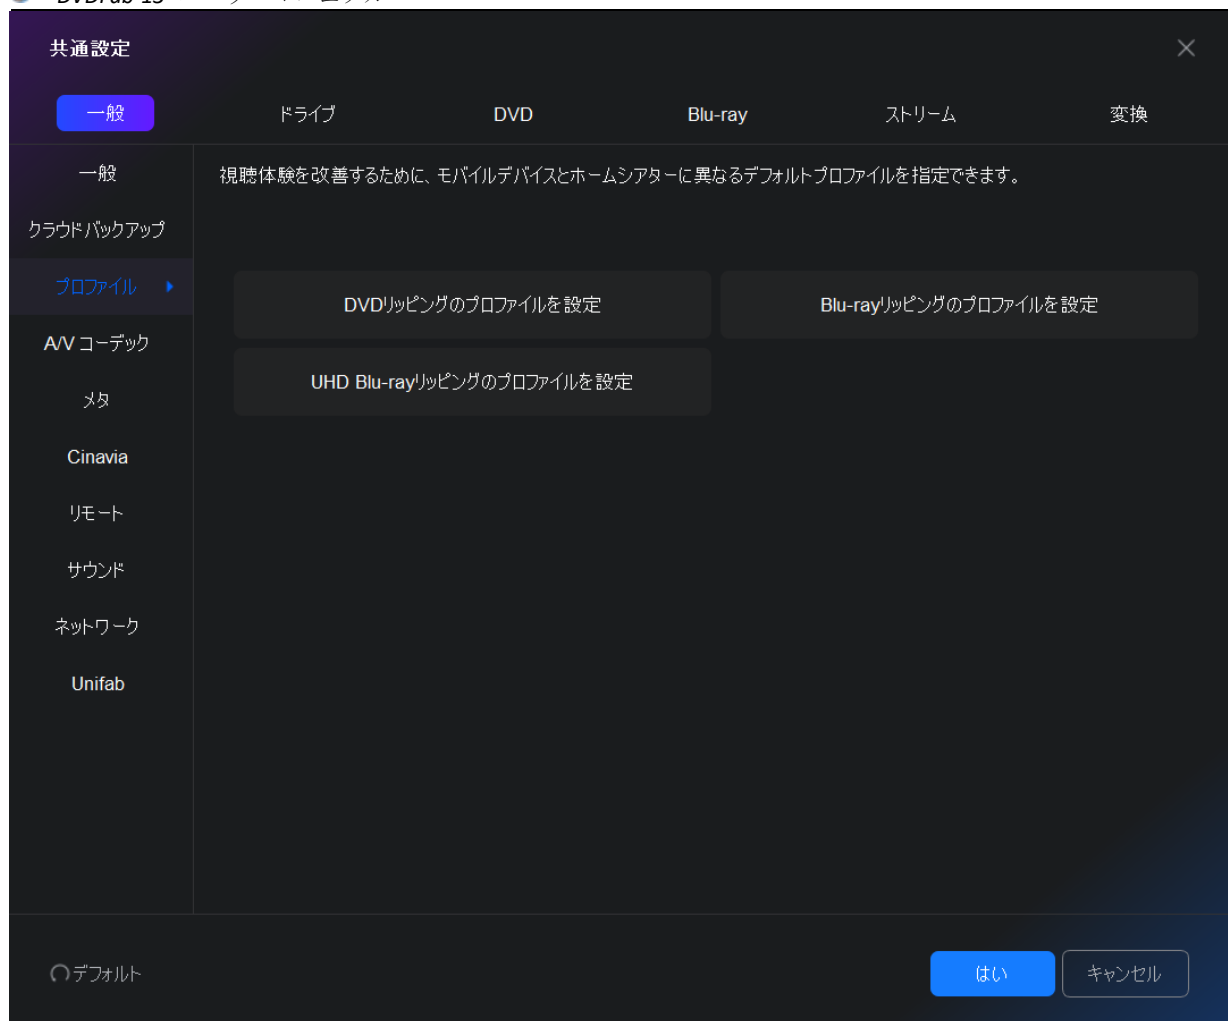 共通設定
一般 ドライブ DVD Blu-ray ストリーム 変換
一般
視聴体験を改善するために、モバイルデバイスとホームシアターに異なるデフォルトプロファイルを指定できます。
クラウドバックアップ
プロファイル
DVDリッピングのプロファイルを設定
Blu-rayリッピングのプロファイルを設定
A/V コーデック
UHD Blu-rayリッピングのプロファイルを設定
メタ
Cinavia
リモート
サウンド
ネットワーク
Unifab
デフォルト
はい
キャンセル